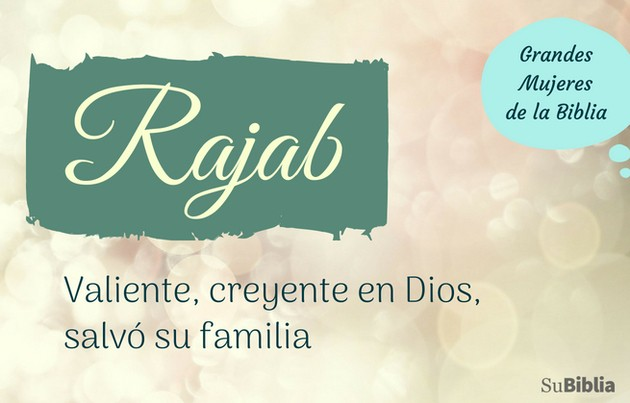 Grandes
Mujeres
de la Biblia
Rajab
Valiente, creyente en Dios,
salvó su familia
SuBiblia